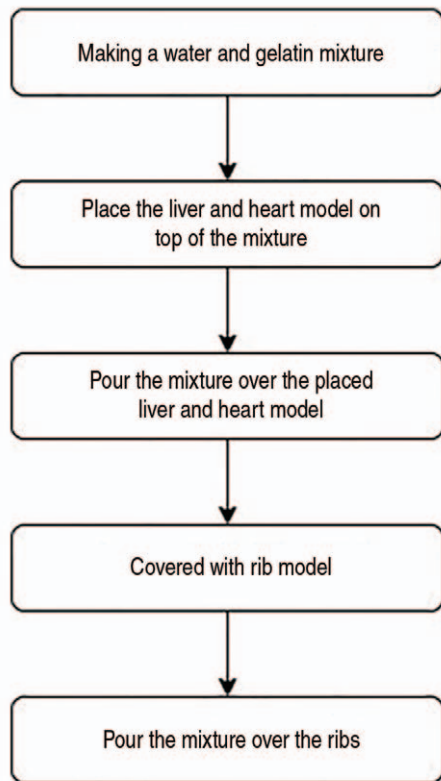 Making a water and gelatin mixture
Place the liver and heart model on
top of the mixture
Pour the mixture over the placed
liver and heart model
Covered with rib model
Pour the mixture over the ribs